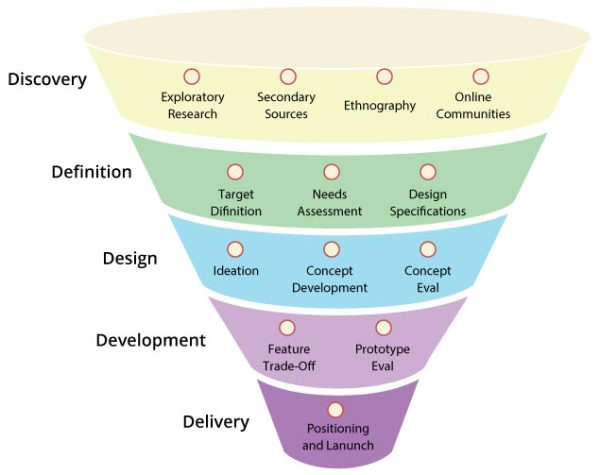 Discovery
Exploratory
Research
Secondary
Sources
Ethnography
Online
Communities
Definition
Target
Difinition
Needs
Assessment
Design
Specifications
Design
Ideation
Concept
Development
Concept
Eval
Development
Feature
Trade-Off
Prototype
Eval
Delivery
Positioning
and Lanunch